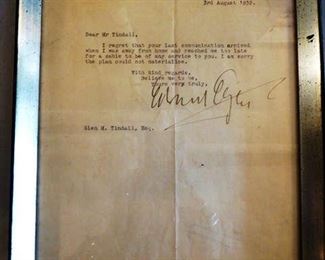 3rd August 1932.
Dear Mr Tindall,
I regret that your last communication arrived
when I was away from home and reached me too late
for a cable to be of any service to you. I am sorry
the plan could not materialise.
With kind regards,
Believe me to be,
Yours very truly,
Glen M. Tindall, Esq.